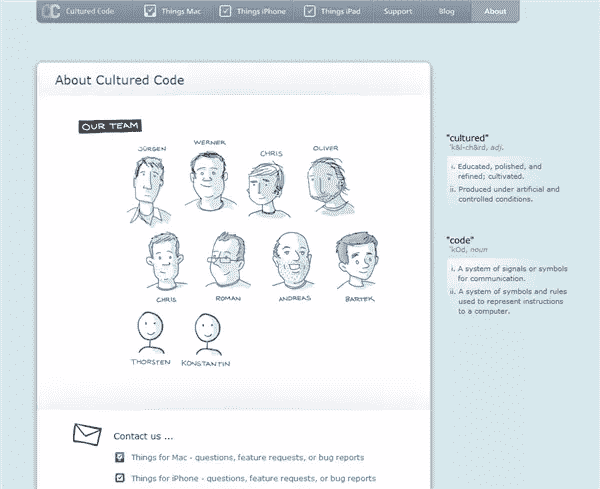 Cultured Code Things Mac Things iPhone Things iPad Support Blog About
About Cultured Code
OUR TEAM
JÜRGEN WERNER CHRIS OLIVER
CHRIS ROMAN ANDREAS BARTEK
THORSTEN KONSTANTIN
Contact us ...
Things for Mac - questions, feature requests, or bug reports
Things for iPhone - questions, feature requests, or bug reports
"cultured"
'k&l-ch&rd, adj.
i. Educated, polished, and
refined; cultivated.
ii. Produced under artificial and
controlled conditions.
"code"
'kOd, noun
i. A system of signals or symbols
for communication.
ii. A system of symbols and rules
used to represent instructions
to a computer.